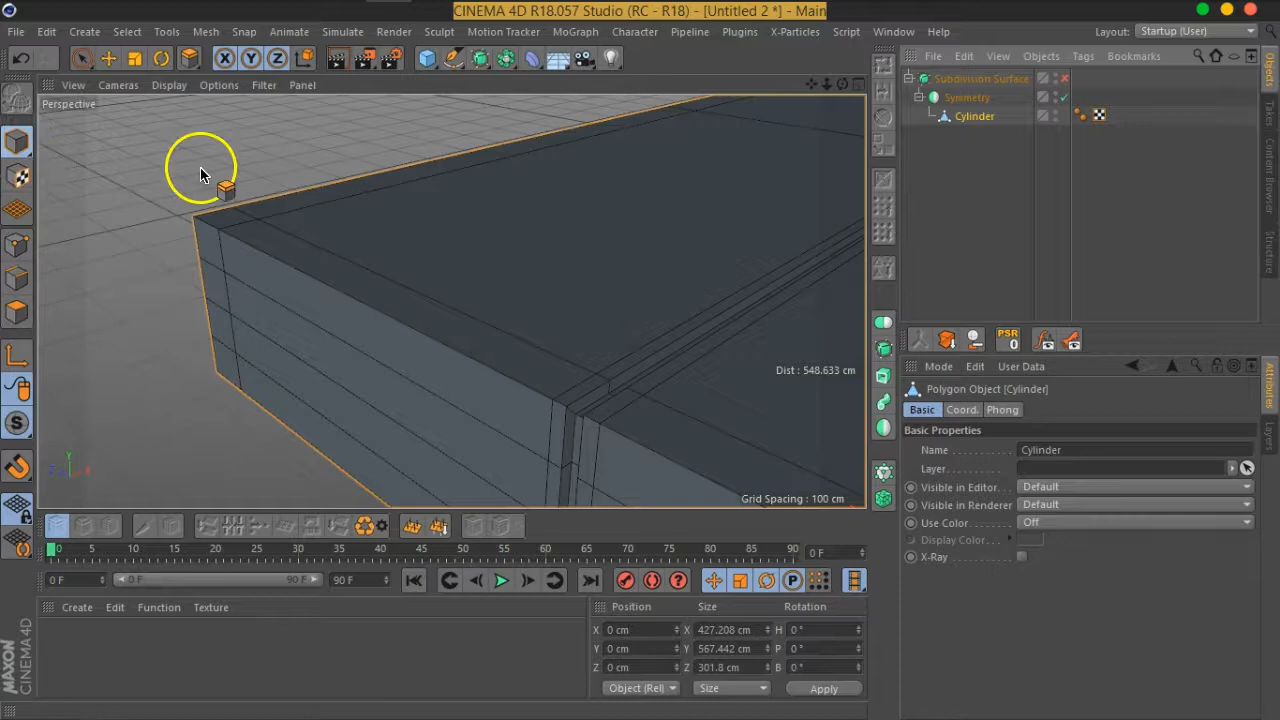 CINEMA 4D R18.057 Studio (RC - R18) - [Untitled 2 *] - Main
File Edit Create Select Tools Mesh Snap Animate Simulate Render Sculpt Motion Tracker MoGraph Character Pipeline Plugins X-Particles Script Window Help Layout: Startup (User)
X Y Z
File Edit View Objects Tags Bookmarks
View Cameras Display Options Filter Panel
Perspective
Subdivision Surface
Symmetry
Cylinder
Objects
Takes
Content Browser
Structure
S
Dist : 548.633 cm
Grid Spacing : 100 cm
Y
PSR
0
Mode Edit User Data
Polygon Object [Cylinder]
Basic Coord. Phong
Basic Properties
Name Cylinder
Layer
Visible in Editor Default
Visible in Renderer Default
Use Color Off
Display Color
X-Ray
Attributes
Layers
0 5 10 15 20 25 30 35 40 45 50 55 60 65 70 75 80 85 90 0 F
0 F 0 F 90 F 90 F
P
Create Edit Function Texture
Position Size Rotation
X 0 cm X 427.208 cm H 0 °
Y 0 cm Y 567.442 cm P 0 °
Z 0 cm Z 301.8 cm B 0 °
Object (Rel) Size Apply
MAXON
CINEMA 4D